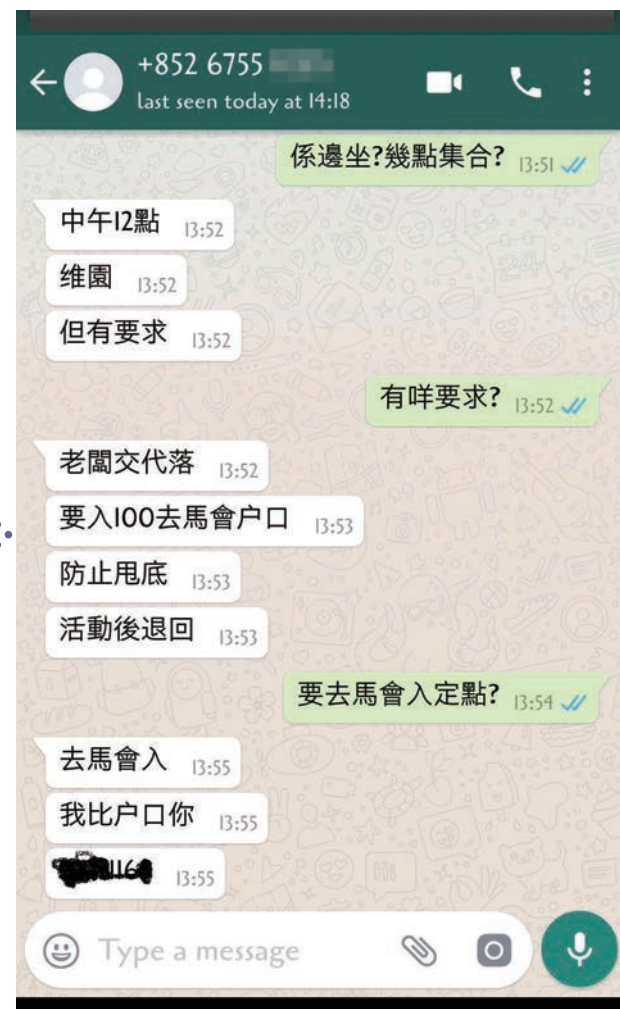 +852 6755
last seen today at 14:18
係邊坐?幾點集合? 13:51
中午12點 13:52
维園 13:52
但有要求 13:52
有咩要求? 13:52
老闆交代落 13:52
要入100去馬會户口 13:53
防止甩底 13:53
活動後退回 13:53
要去馬會入定點? 13:54
去馬會入 13:55
我比户口你 13:55
13:55
Type a message